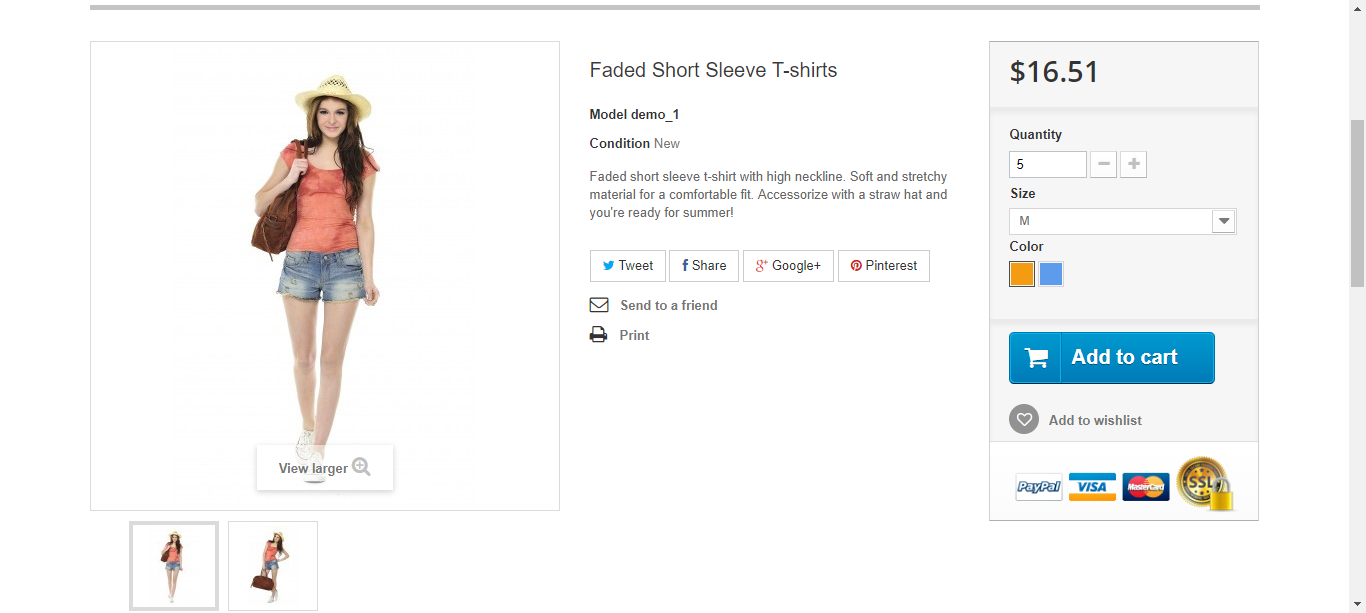 Faded Short Sleeve T-shirts
Model demo_1
Condition New
Faded short sleeve t-shirt with high neckline. Soft and stretchy
material for a comfortable fit. Accessorize with a straw hat and
you're ready for summer!
Tweet
Share
Google+
Pinterest
Send to a friend
Print
View larger
$16.51
Quantity
5
Size
M
Color
Add to cart
Add to wishlist
PayPal
VISA
MasterCard
SSL